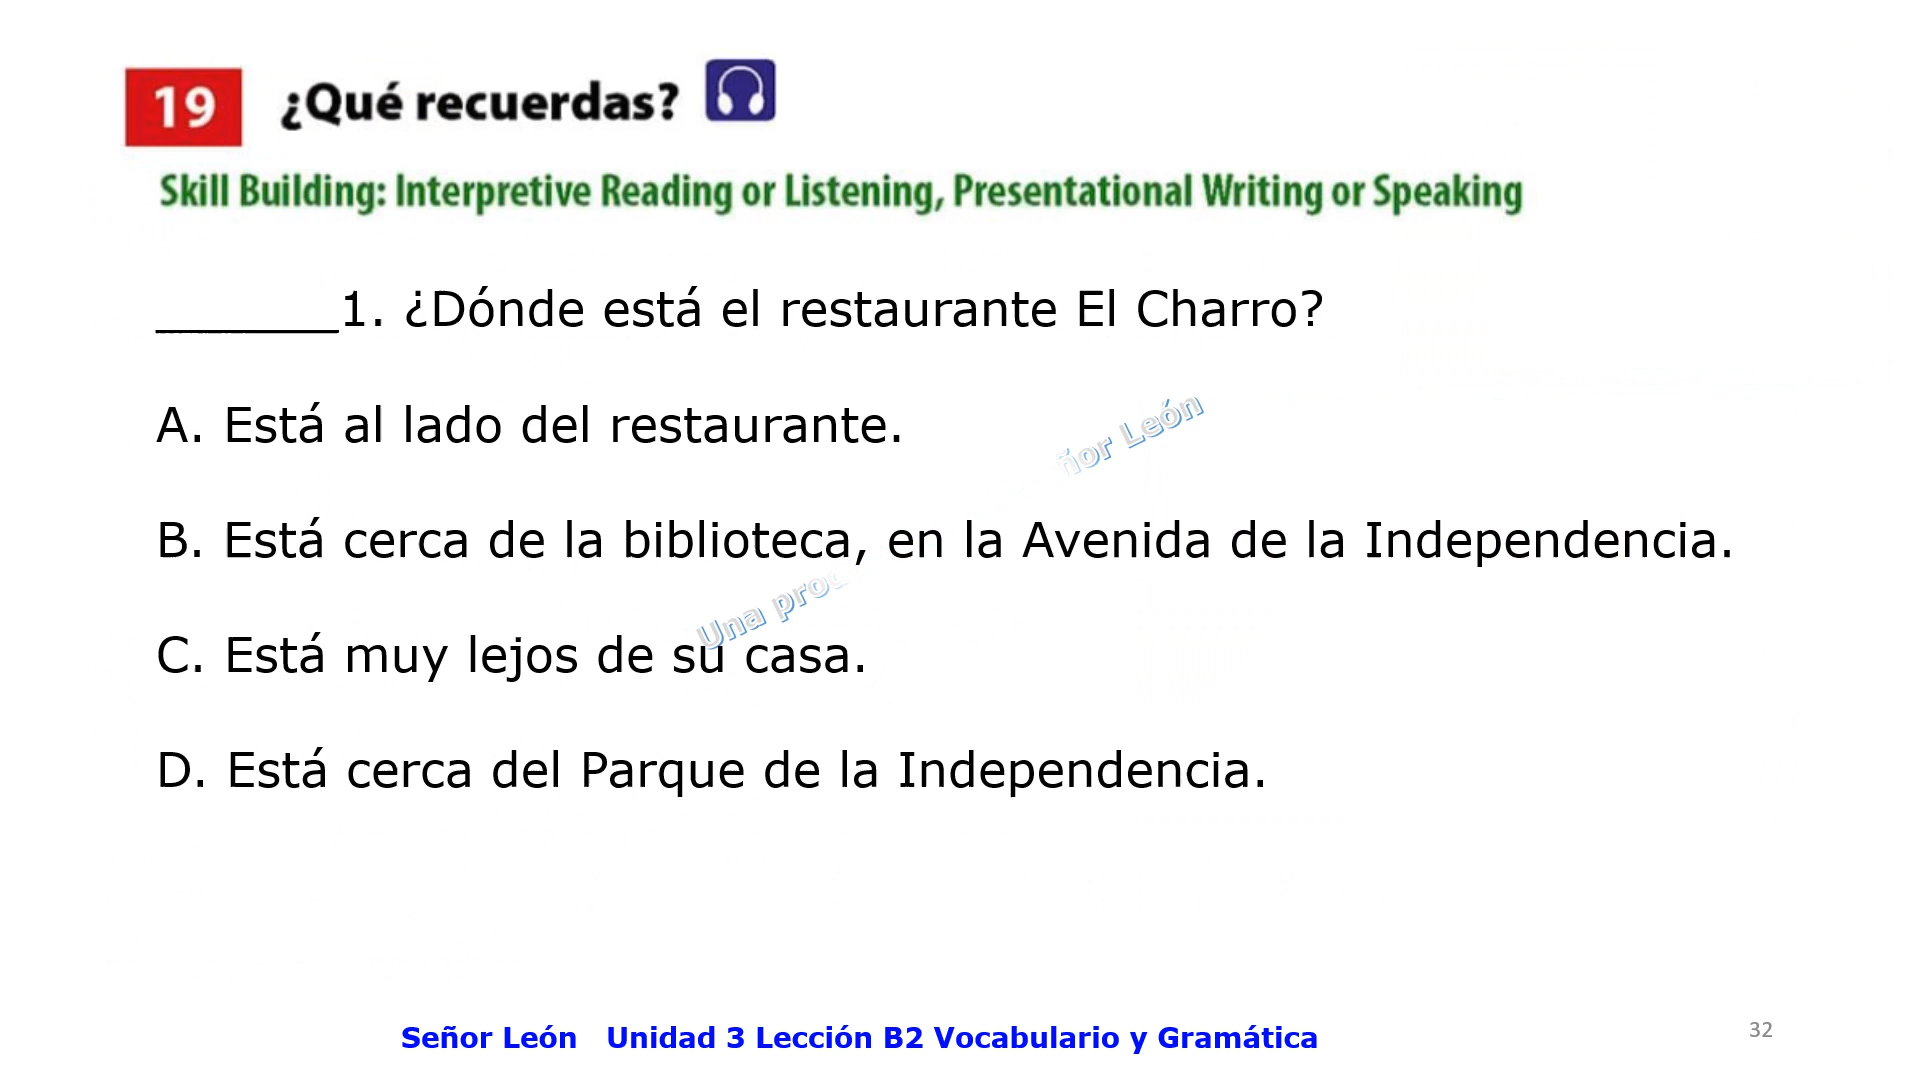 19 ¿Qué recuerdas?
Skill Building: Interpretive Reading or Listening, Presentational Writing or Speaking
______1. ¿Dónde está el restaurante El Charro?
A. Está al lado del restaurante.
León
B. Está cerca de la biblioteca, en la Avenida de la Independencia.
Una
C. Está muy lejos de su casa.
D. Está cerca del Parque de la Independencia.
Señor León Unidad 3 Lección B2 Vocabulario y Gramática
32